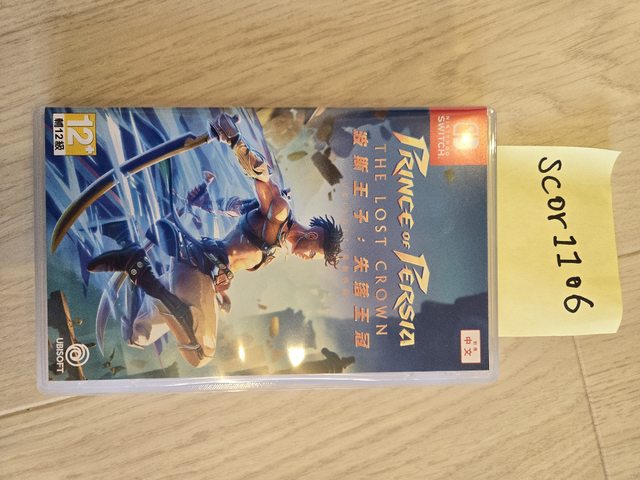 NINTENDO
SWITCH
PRINCE OF PERSIA
THE LOST CROWN
波斯王子：失落王冠
中文
12+
輔12級
UBISOFT
scor1106